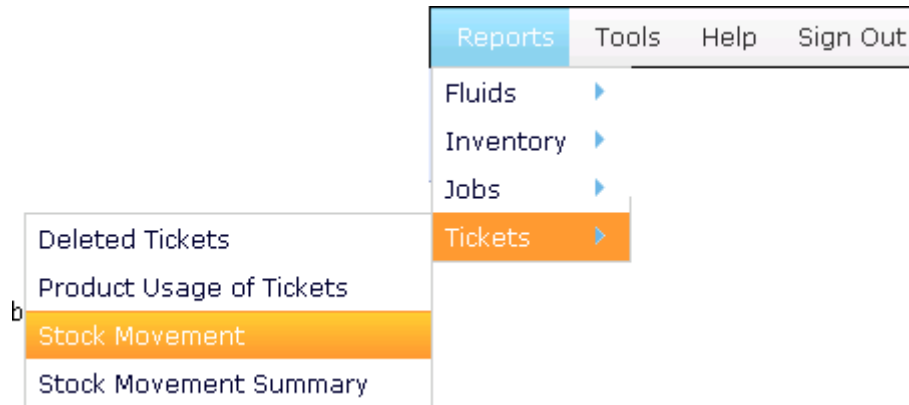 Reports Tools Help Sign Out
Fluids
Inventory
Jobs
Tickets
Deleted Tickets
Product Usage of Tickets
b
Stock Movement
Stock Movement Summary